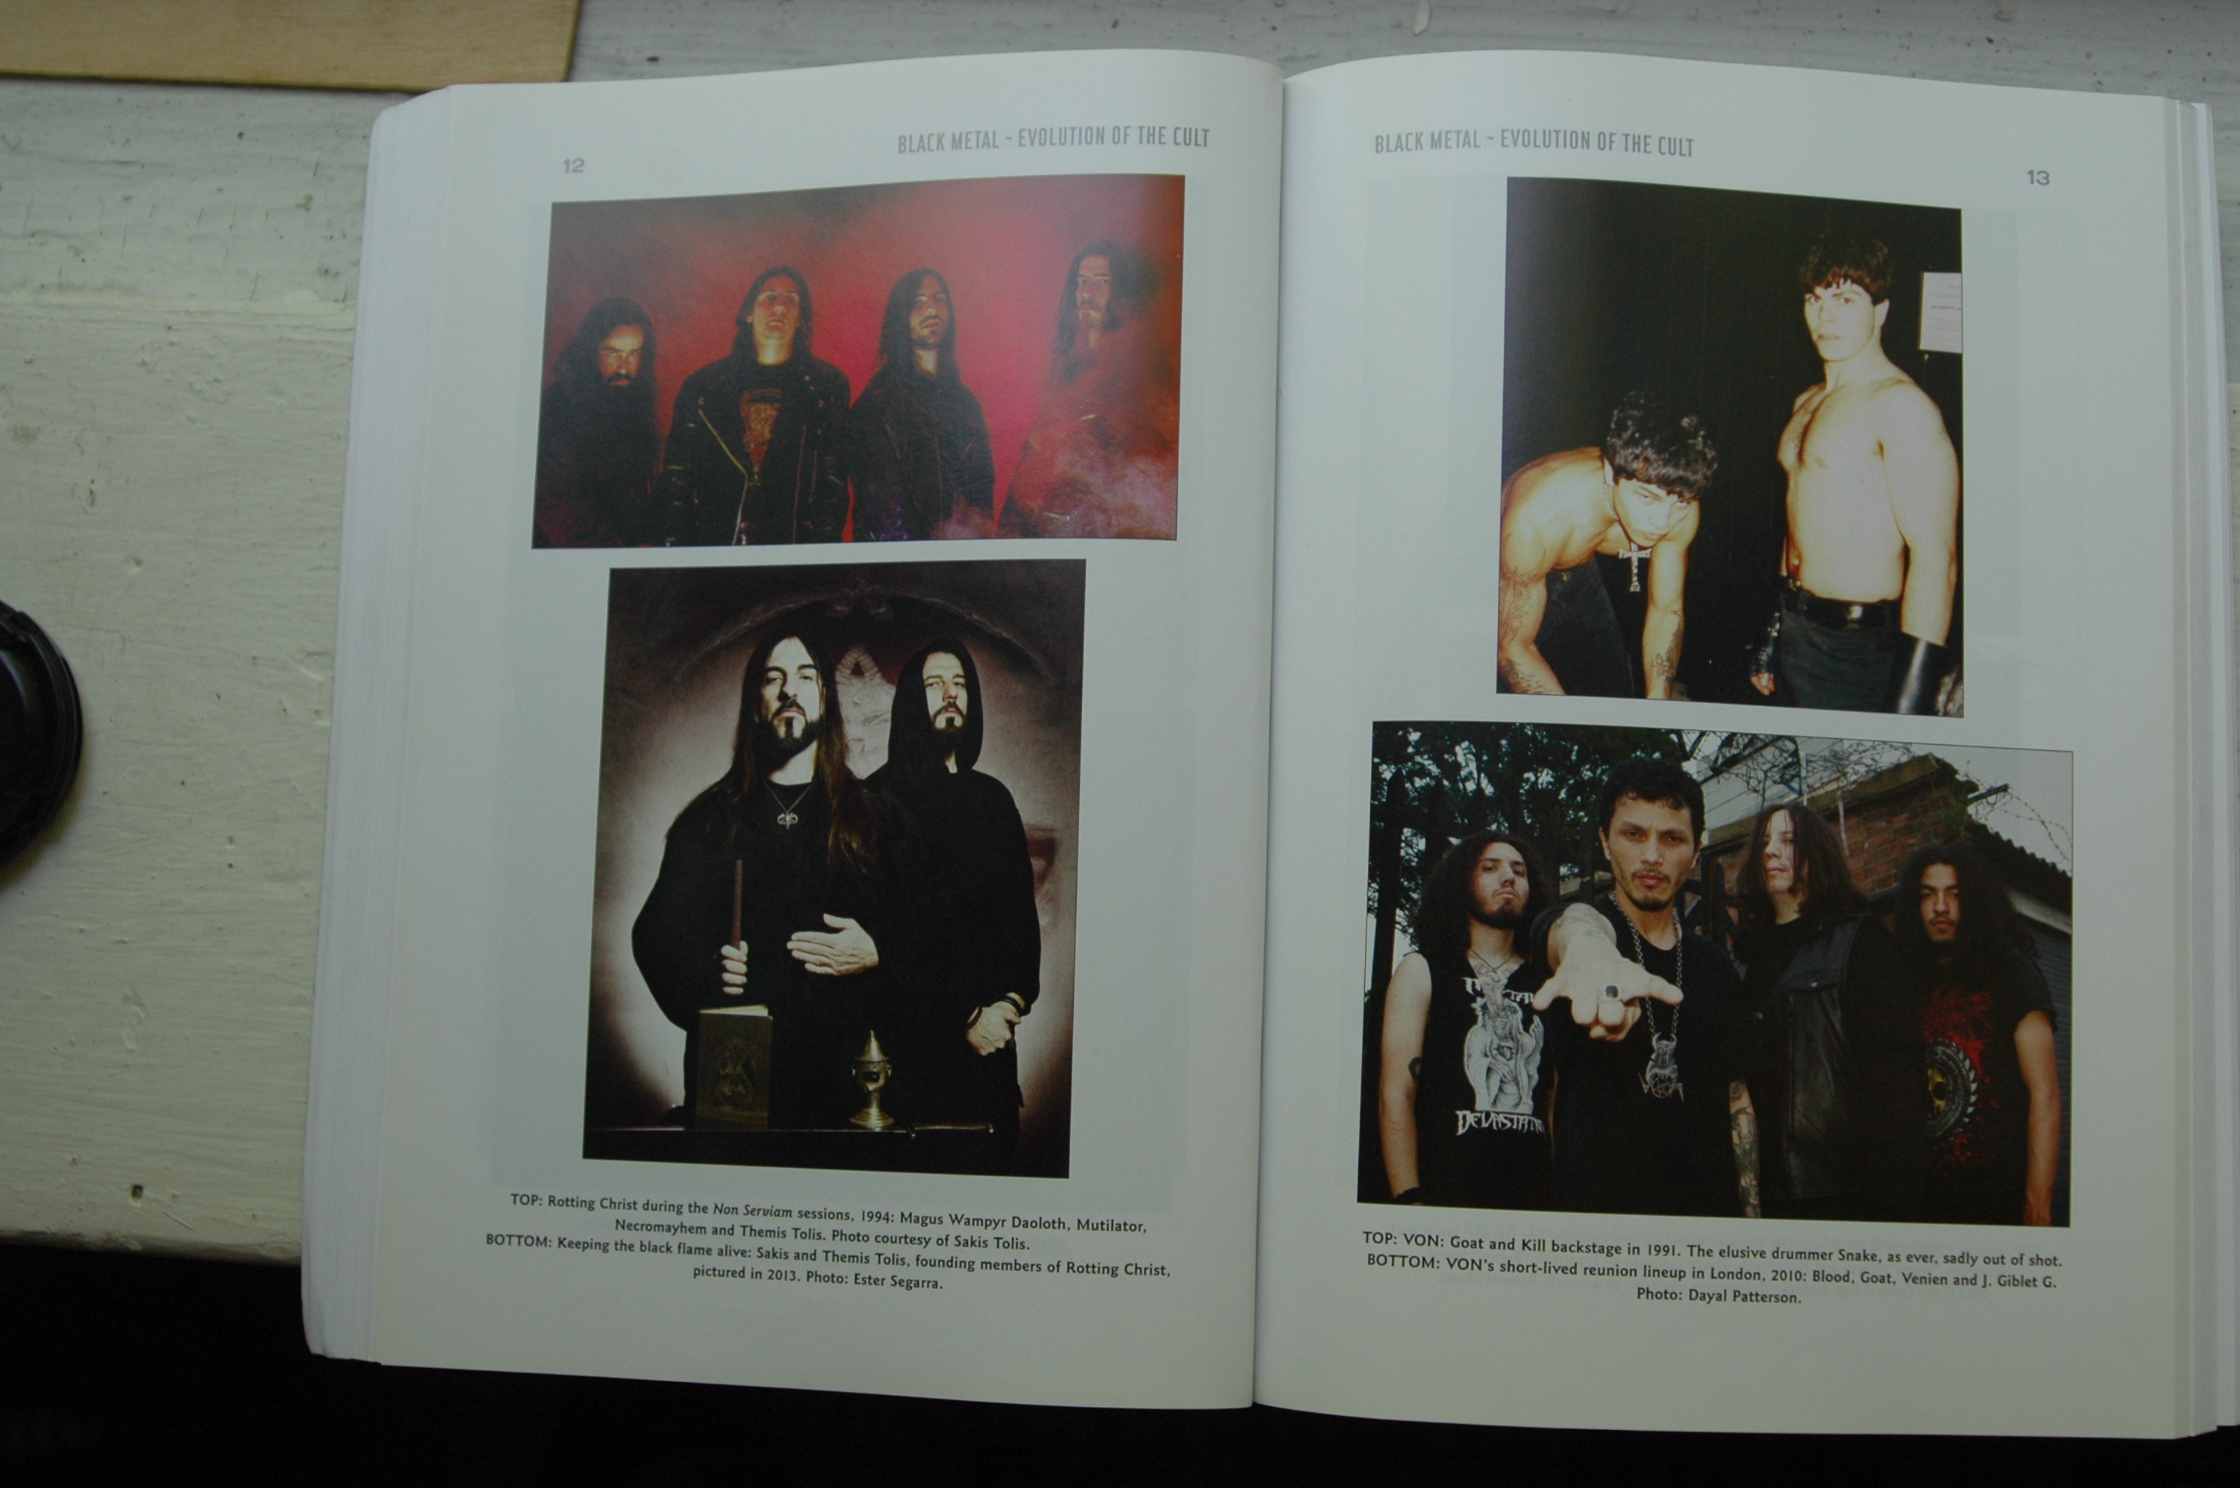 12
BLACK METAL ~ EVOLUTION OF THE CULT
TOP: Rotting Christ during the Non Serviam sessions, 1994: Magus Wampyr Daoloth, Mutilator,
Necromayhem and Themis Tolis. Photo courtesy of Sakis Tolis.
BOTTOM: Keeping the black flame alive: Sakis and Themis Tolis, founding members of Rotting Christ,
pictured in 2013. Photo: Ester Segarra.
BLACK METAL ~ EVOLUTION OF THE CULT
13
DEVASTATI
TOP: VON: Goat and Kill backstage in 1991. The elusive drummer Snake, as ever, sadly out of shot.
BOTTOM: VON's short-lived reunion lineup in London, 2010: Blood, Goat, Venien and J. Giblet G.
Photo: Dayal Patterson.